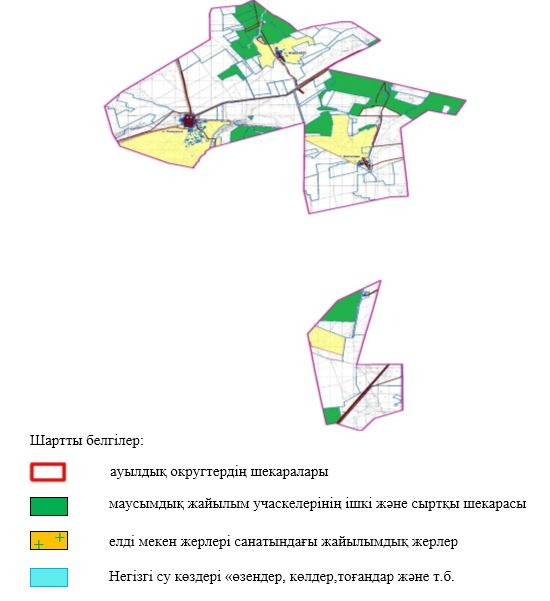 Шартты белгілер:
ауылдық округтердің шекаралары
маусымдық жайылым учаскелерінің ішкі және сыртқы шекарасы
елді мекен жерлері санатындағы жайылымдық жерлер
Негізгі су көздері «өзендер, көлдер,тоғандар және т.б.